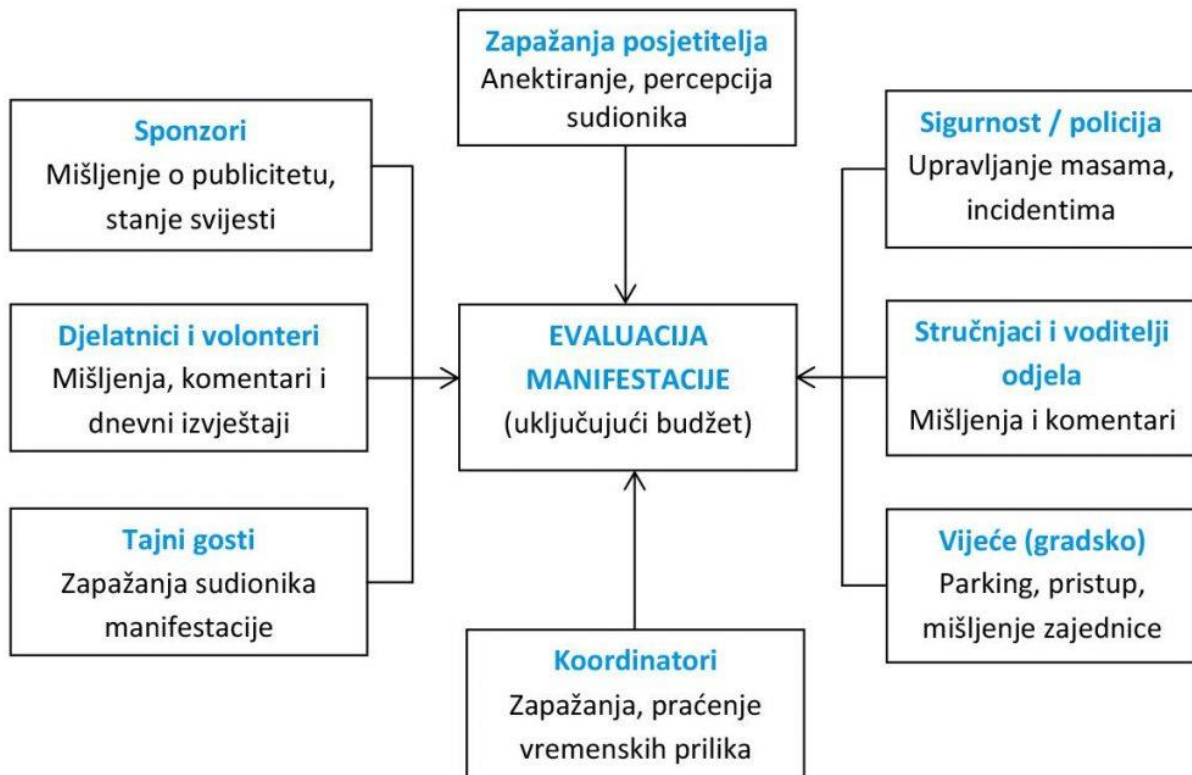 Zapažanja posjetitelja
Anektiranje, percepcija
sudionika
Sponzori
Mišljenje o publicitetu,
stanje svijesti
Sigurnost / policija
Upravljanje masama,
incidentima
Djelatnici i volonteri
Mišljenja, komentari i
dnevni izvještaji
EVALUACIJA
MANIFESTACIJE
(uključujući budžet)
Stručnjaci i voditelji
odjela
Mišljenja i komentari
Tajni gosti
Zapažanja sudionika
manifestacije
Vijeće (gradsko)
Parking, pristup,
mišljenje zajednice
Koordinatori
Zapažanja, praćenje
vremenskih prilika